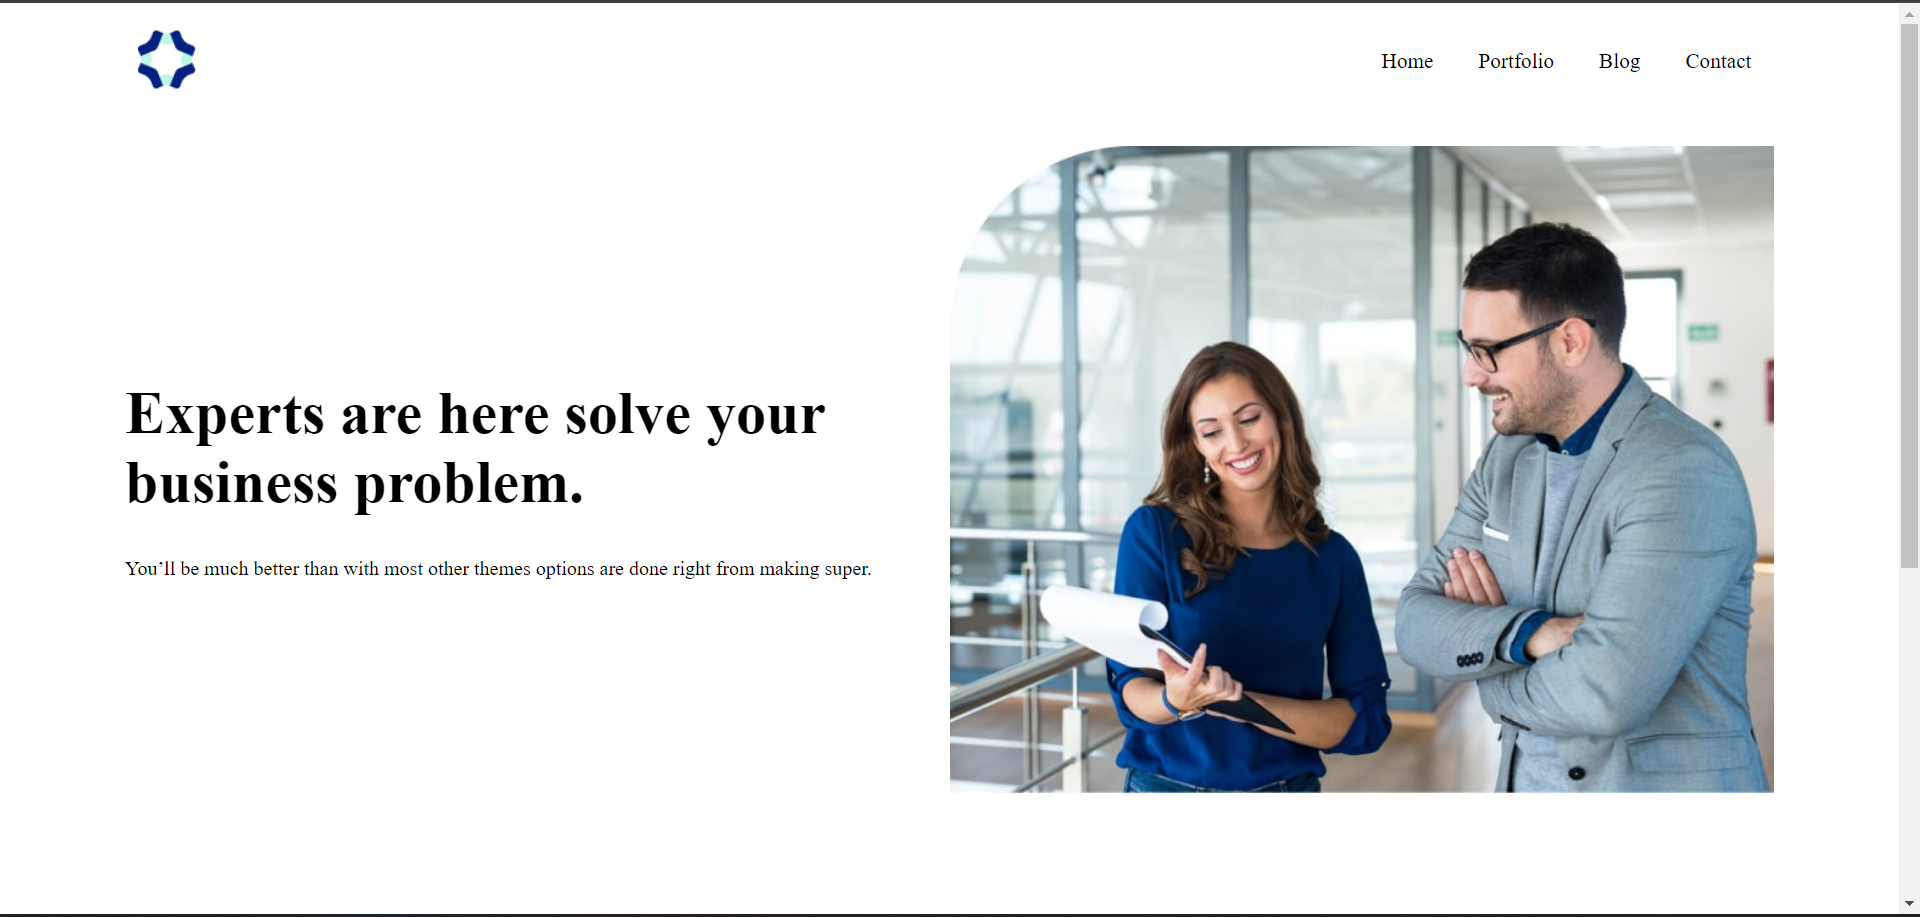 Home Portfolio Blog Contact
Experts are here solve your
business problem.
You’ll be much better than with most other themes options are done right from making super.